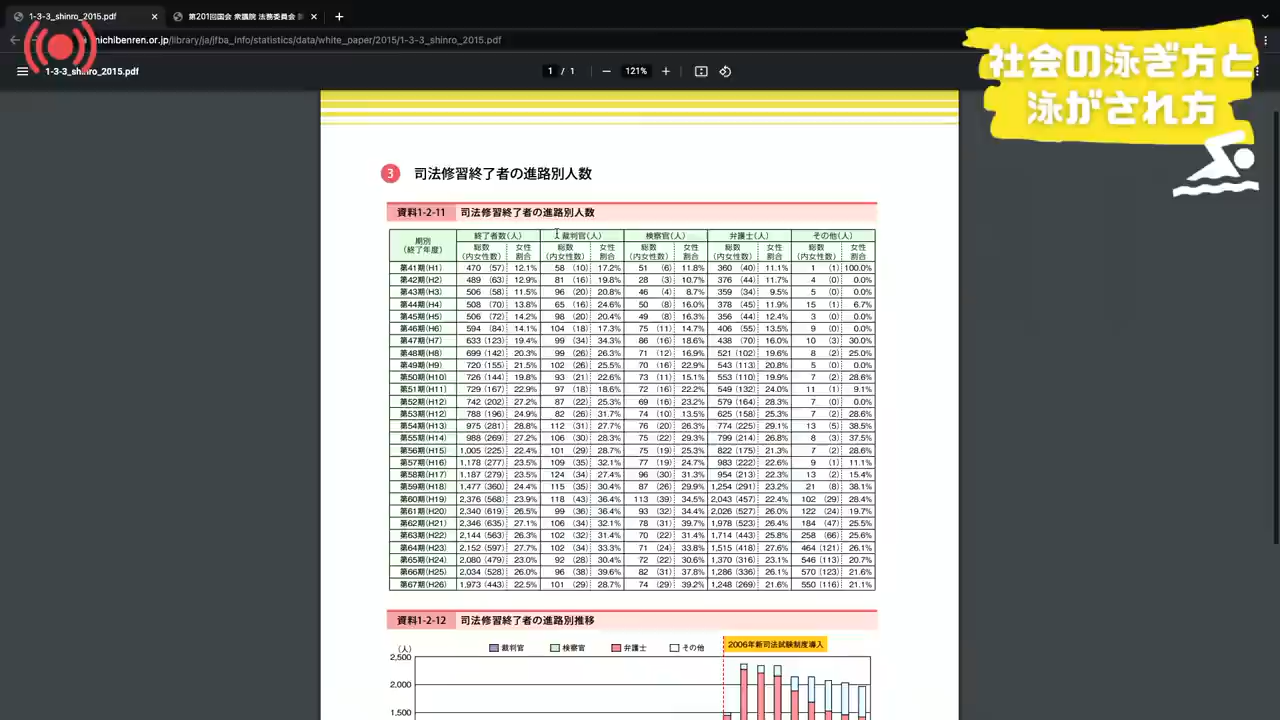 1-3-3_shinro_2015.pdf
第201回国会 衆議院 法務委員会
nichibenren.or.jp/library/ja/jfba_info/statistics/data/white_paper/2015/1-3-3_shinro_2015.pdf
1-3-3_shinro_2015.pdf
1 / 1
121%
社会の泳ぎ方と
泳がされ方
3 司法修習終了者の進路別人数
資料1-2-11 司法修習終了者の進路別人数
期別(終了年度) 終了者数(人) 裁判官(人) 検察官(人) 弁護士(人) その他(人)
総数(内女性数) 女性割合 総数(内女性数) 女性割合 総数(内女性数) 女性割合 総数(内女性数) 女性割合 総数(内女性数) 女性割合
第41期(H1) 470 (57) 12.1% 58 (10) 17.2% 51 (6) 11.8% 360 (40) 11.1% 1 (1) 100.0%
第42期(H2) 489 (63) 12.9% 81 (16) 19.8% 28 (3) 10.7% 376 (44) 11.7% 4 (0) 0.0%
第43期(H3) 506 (58) 11.5% 96 (20) 20.8% 46 (4) 8.7% 359 (34) 9.5% 5 (0) 0.0%
第44期(H4) 508 (70) 13.8% 65 (16) 24.6% 50 (8) 16.0% 378 (45) 11.9% 15 (1) 6.7%
第45期(H5) 506 (72) 14.2% 98 (20) 20.4% 49 (8) 16.3% 356 (44) 12.4% 3 (0) 0.0%
第46期(H6) 594 (84) 14.1% 104 (18) 17.3% 75 (11) 14.7% 406 (55) 13.5% 9 (0) 0.0%
第47期(H7) 633 (123) 19.4% 99 (34) 34.3% 86 (16) 18.6% 438 (70) 16.0% 10 (3) 30.0%
第48期(H8) 699 (142) 20.3% 99 (26) 26.3% 71 (12) 16.9% 521 (102) 19.6% 8 (2) 25.0%
第49期(H9) 720 (155) 21.5% 102 (26) 25.5% 70 (16) 22.9% 543 (113) 20.8% 5 (0) 0.0%
第50期(H10) 726 (144) 19.8% 93 (21) 22.6% 73 (11) 15.1% 553 (110) 19.9% 7 (2) 28.6%
第51期(H11) 729 (167) 22.9% 97 (18) 18.6% 72 (16) 22.2% 549 (132) 24.0% 11 (1) 9.1%
第52期(H12) 742 (202) 27.2% 87 (22) 25.3% 69 (16) 23.2% 579 (164) 28.3% 7 (0) 0.0%
第53期(H12) 788 (196) 24.9% 82 (26) 31.7% 74 (10) 13.5% 625 (158) 25.3% 7 (2) 28.6%
第54期(H13) 975 (281) 28.8% 112 (31) 27.7% 76 (20) 26.3% 774 (225) 29.1% 13 (5) 38.5%
第55期(H14) 988 (269) 27.2% 106 (30) 28.3% 75 (22) 29.3% 799 (214) 26.8% 8 (3) 37.5%
第56期(H15) 1,005 (225) 22.4% 101 (29) 28.7% 75 (19) 25.3% 822 (175) 21.3% 7 (2) 28.6%
第57期(H16) 1,178 (277) 23.5% 109 (35) 32.1% 77 (19) 24.7% 983 (222) 22.6% 9 (1) 11.1%
第58期(H17) 1,187 (279) 23.5% 124 (34) 27.4% 96 (30) 31.3% 954 (213) 22.3% 13 (2) 15.4%
第59期(H18) 1,477 (360) 24.4% 115 (35) 30.4% 87 (26) 29.9% 1,254 (291) 23.2% 21 (8) 38.1%
第60期(H19) 2,376 (568) 23.9% 118 (43) 36.4% 113 (39) 34.5% 2,043 (457) 22.4% 102 (29) 28.4%
第61期(H20) 2,340 (619) 26.5% 99 (36) 36.4% 93 (32) 34.4% 2,026 (527) 26.0% 122 (24) 19.7%
第62期(H21) 2,346 (635) 27.1% 106 (34) 32.1% 78 (31) 39.7% 1,978 (523) 26.4% 184 (47) 25.5%
第63期(H22) 2,144 (563) 26.3% 102 (32) 31.4% 70 (22) 31.4% 1,714 (443) 25.8% 258 (66) 25.6%
第64期(H23) 2,152 (597) 27.7% 102 (34) 33.3% 71 (24) 33.8% 1,515 (418) 27.6% 464 (121) 26.1%
第65期(H24) 2,080 (479) 23.0% 92 (28) 30.4% 72 (22) 30.6% 1,370 (316) 23.1% 546 (113) 20.7%
第66期(H25) 2,034 (528) 26.0% 96 (38) 39.6% 82 (31) 37.8% 1,286 (336) 26.1% 570 (123) 21.6%
第67期(H26) 1,973 (443) 22.5% 101 (29) 28.7% 74 (29) 39.2% 1,248 (269) 21.6% 550 (116) 21.1%
資料1-2-12 司法修習終了者の進路別推移
(人) 裁判官 検察官 弁護士 その他 2006年新司法試験制度導入
2,500
2,000
1,500